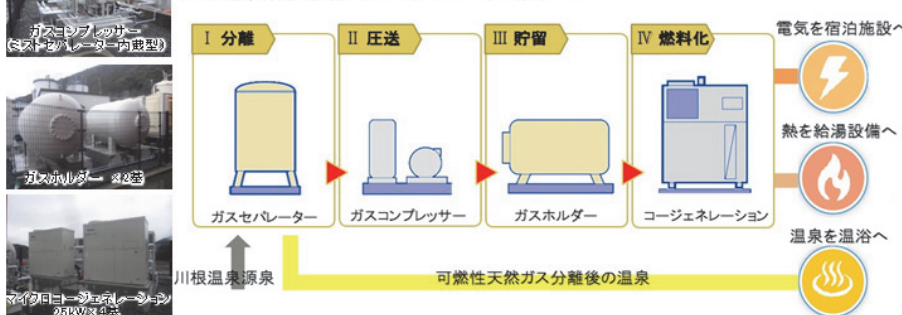 ガスコンプレッサー
(ミストセパレーター内蔵型)
ガスホルダー ×2基
マイクロコージェネレーション
25kW×4基
I 分離
II 圧送
III 貯留
IV 燃料化
ガスセパレーター
ガスコンプレッサー
ガスホルダー
コージェネレーション
川根温泉源泉
可燃性天然ガス分離後の温泉
電気を宿泊施設へ
熱を給湯設備へ
温泉を温浴へ